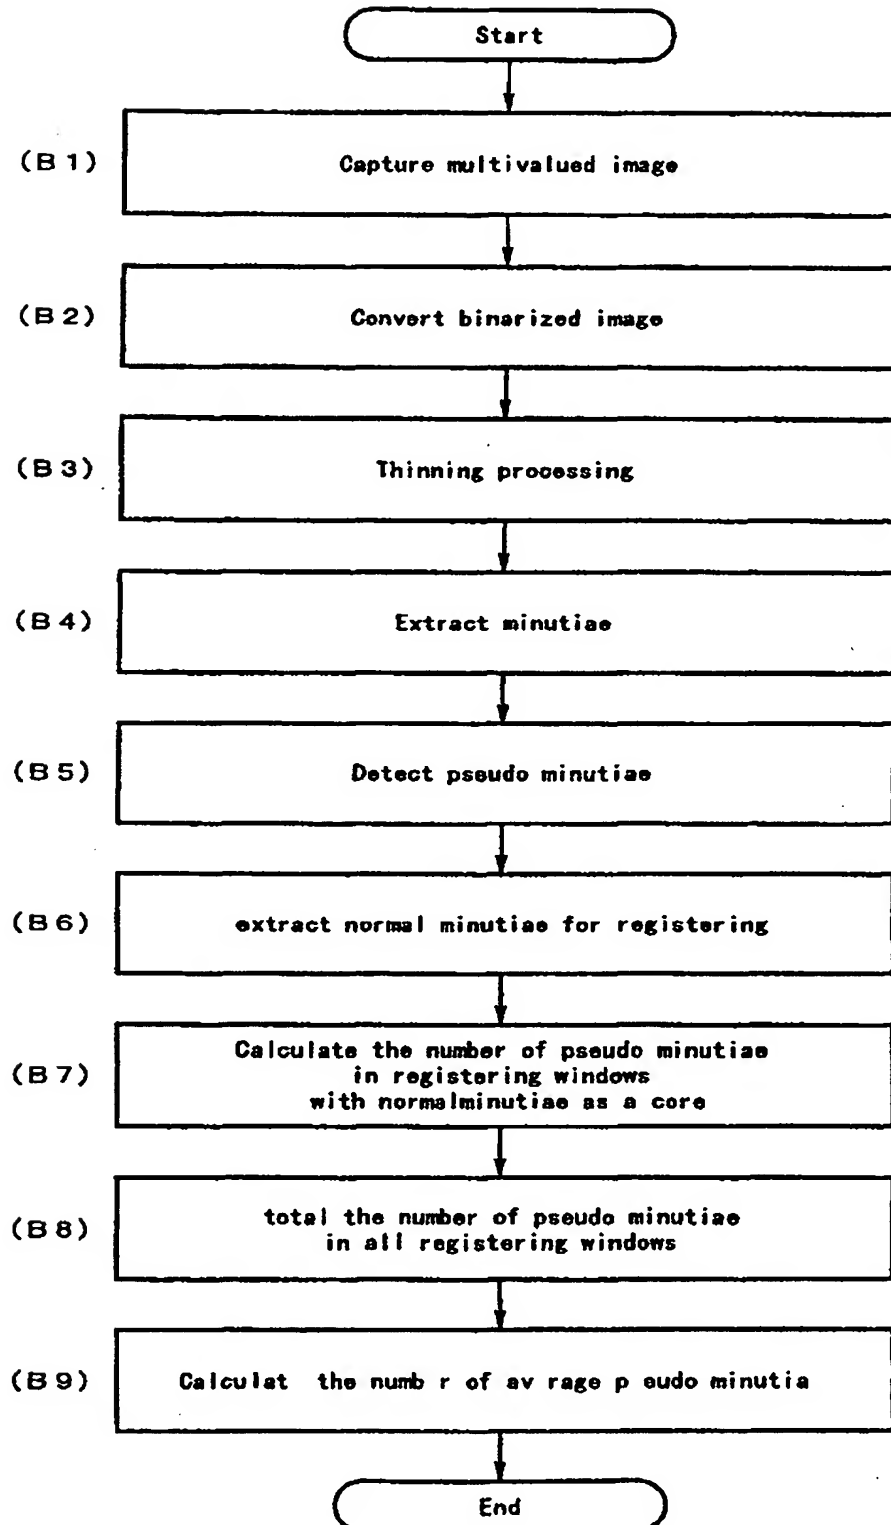 Start
(B1)
Capture multivalued image
(B2)
Convert binarized image
(B3)
Thinning processing
(B4)
Extract minutiae
(B5)
Detect pseudo minutiae
(B6)
extract normal minutiae for registering
(B7)
Calculate the number of pseudo minutiae
in registering windows
with normalminutiae as a core
(B8)
total the number of pseudo minutiae
in all registering windows
(B9)
Calculat the numb r of av rage p eudo minutia
End